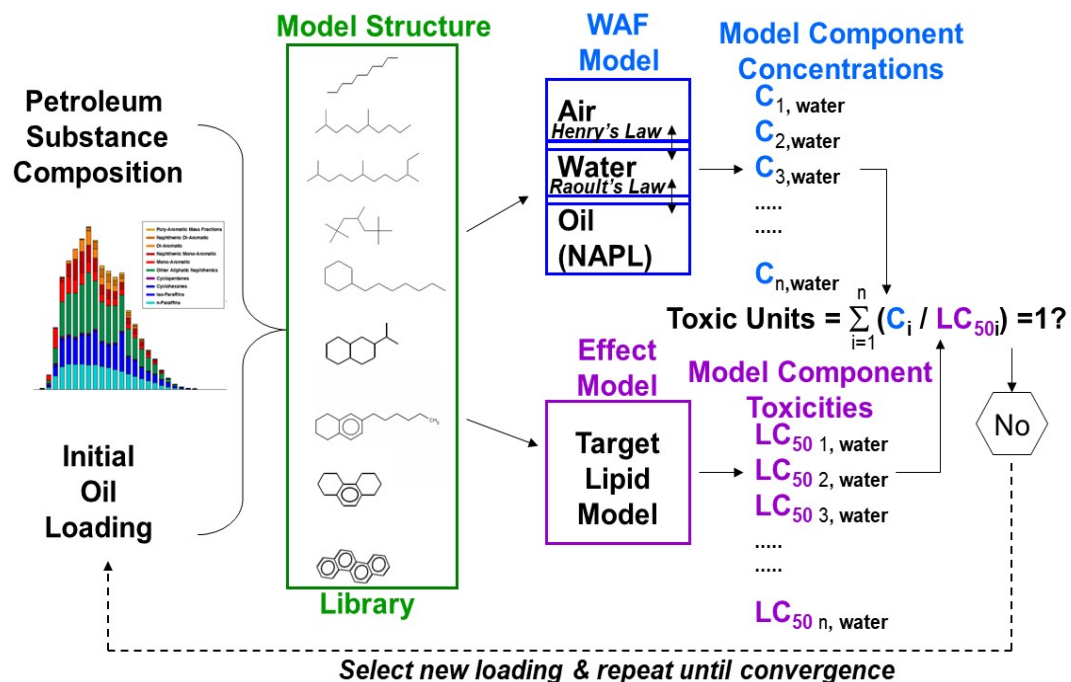 Model Structure
Petroleum
Substance
Composition
Poly-Aromatic Mass Fractions
Naphthenic Di-Aromatic
Di-Aromatic
Naphthenic Mono-Aromatic
Mono-Aromatic
Other Aliphatic Naphthenics
Cyclopentanes
Cyclohexanes
Iso-Paraffins
n-Paraffins
Initial
Oil
Loading
CH₃
Library
WAF
Model
Air
Henry's Law
Water
Raoult's Law
Oil
(NAPL)
Model Component
Concentrations
C1, water
C2,water
C3,water
.....
.....
Cn,water
Toxic Units = n∑i=1 (Ci / LC50i) =1?
Effect
Model
Target
Lipid
Model
Model Component
Toxicities
LC50 1, water
LC50 2, water
LC50 3, water
.....
.....
LC50 n, water
No
Select new loading & repeat until convergence